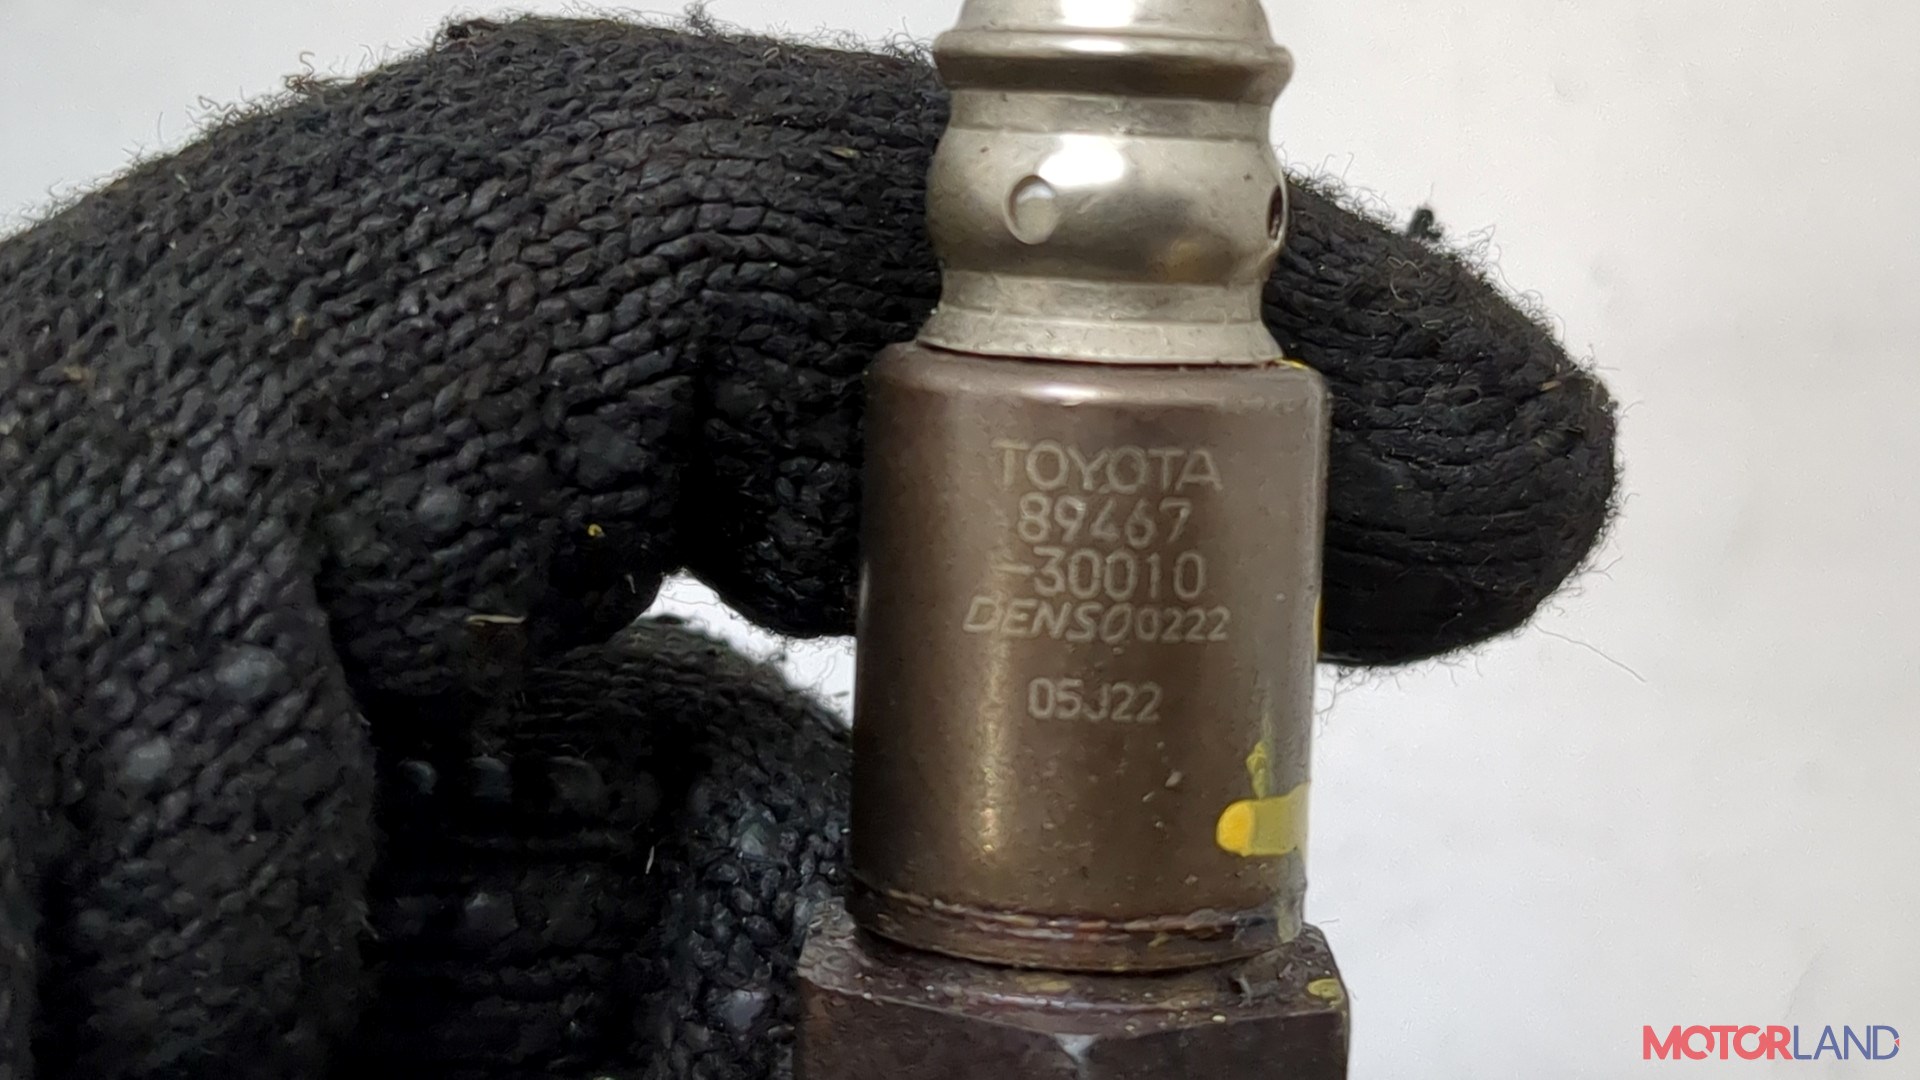 TOYOTA
89467
-30010
DENSO 0222
05J22
MOTORLAND